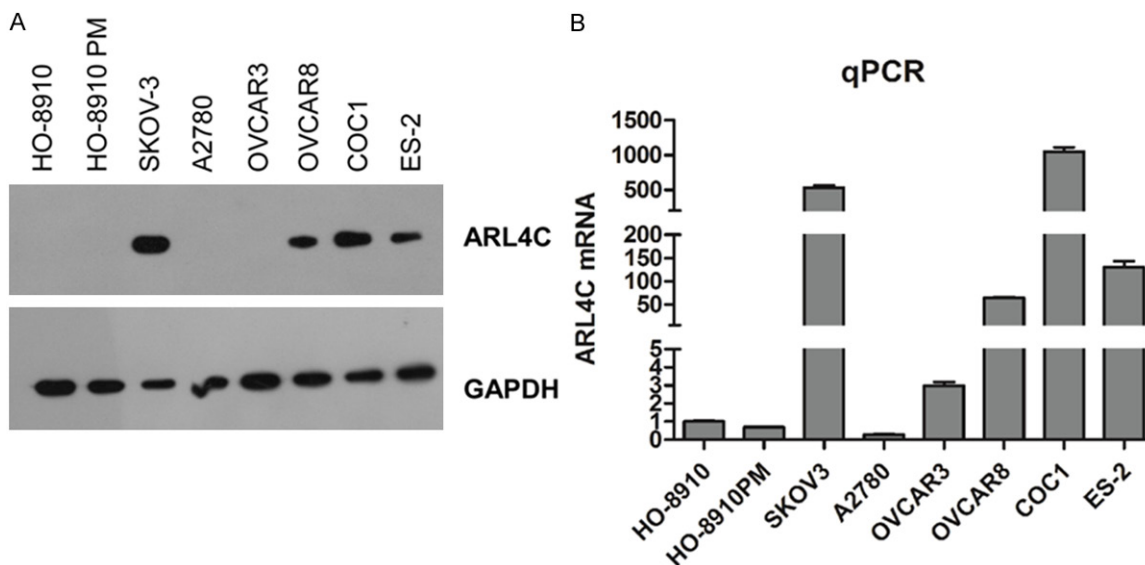 A
HO-8910
HO-8910 PM
SKOV-3
A2780
OVCAR3
OVCAR8
COC1
ES-2
ARL4C
GAPDH
B
qPCR
ARL4C mRNA
1500
1000
500
200
150
100
50
5
4
3
2
1
0
HO-8910
HO-8910PM
SKOV3
A2780
OVCAR3
OVCAR8
COC1
ES-2